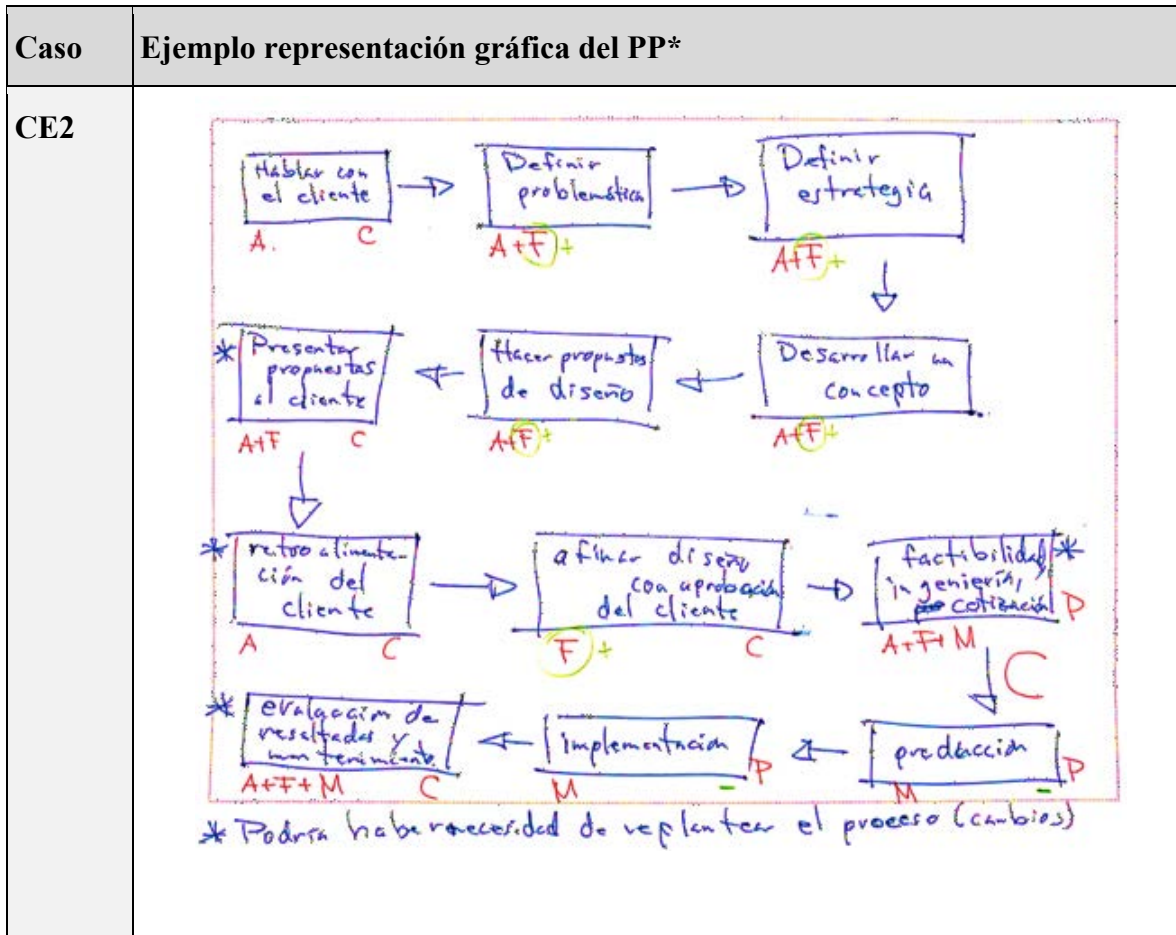 Caso
Ejemplo representación gráfica del PP*
CE2
Hablar con
el cliente
A. C
Definir
problemática
A+F+
Definir
estrategia
A+F+
Desarrollar un
concepto
A+F+
Hacer propustas
de diseño
A+F+
* Presentar
propuestas
al cliente
A+F C
* retroalimenta-
ción del
cliente
A C
afinar diseño
con aprobación
del cliente
F+ C
factibilidad, *
ingeniería,
cotización P
A+F+M
C
producción P
M -
implementación P
M -
* evaluación de
resultados y
mantenimiento
A+F+M C
* Podría haber necesidad de replantear el proceso (cambios)